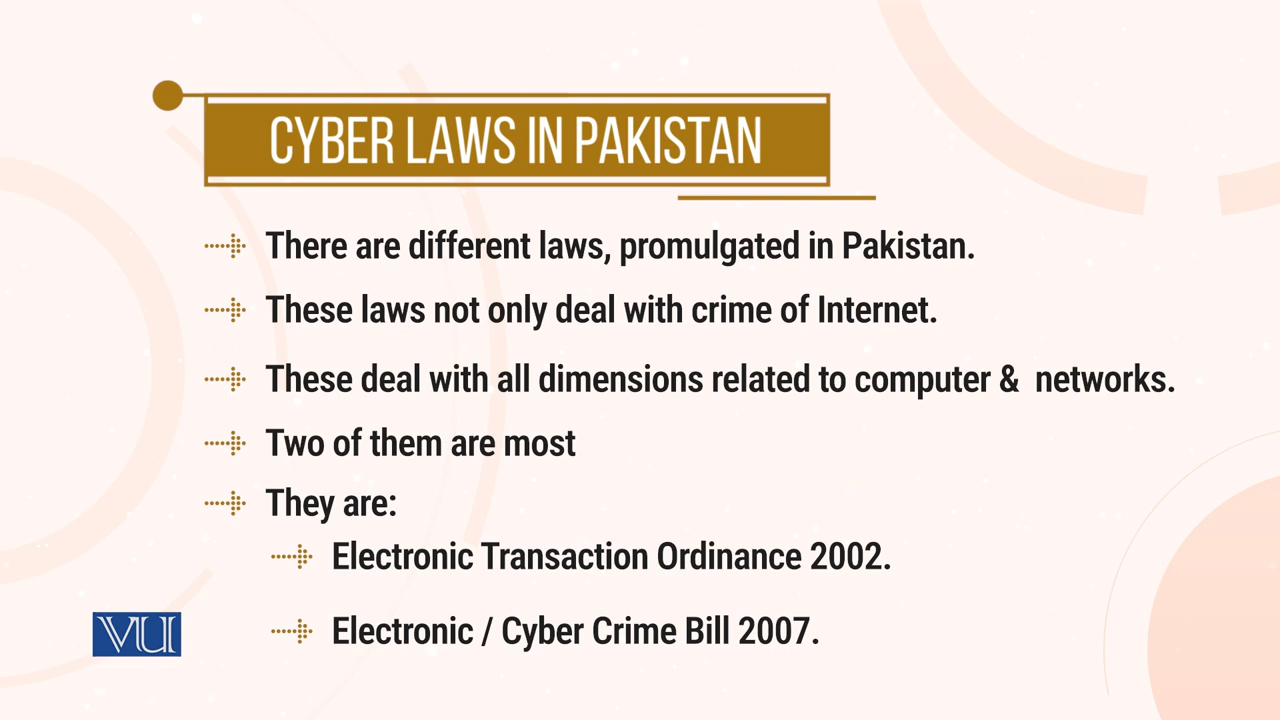 CYBER LAWS IN PAKISTAN
There are different laws, promulgated in Pakistan.
These laws not only deal with crime of Internet.
These deal with all dimensions related to computer & networks.
Two of them are most
They are:
Electronic Transaction Ordinance 2002.
Electronic / Cyber Crime Bill 2007.
VU